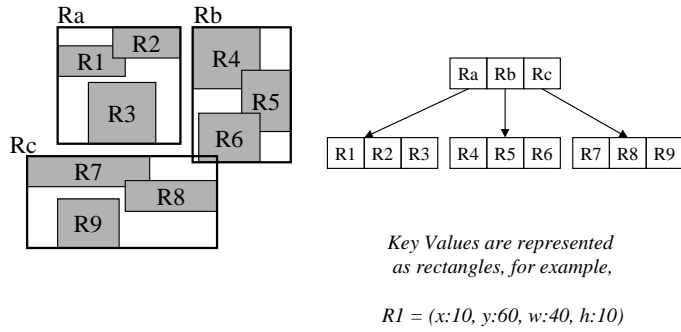 Ra
Rb
R1
R2
R4
R5
R3
R6
Rc
R7
R8
R9
Ra Rb Rc
R1 R2 R3 R4 R5 R6 R7 R8 R9
Key Values are represented
as rectangles, for example,
R1 = (x:10, y:60, w:40, h:10)